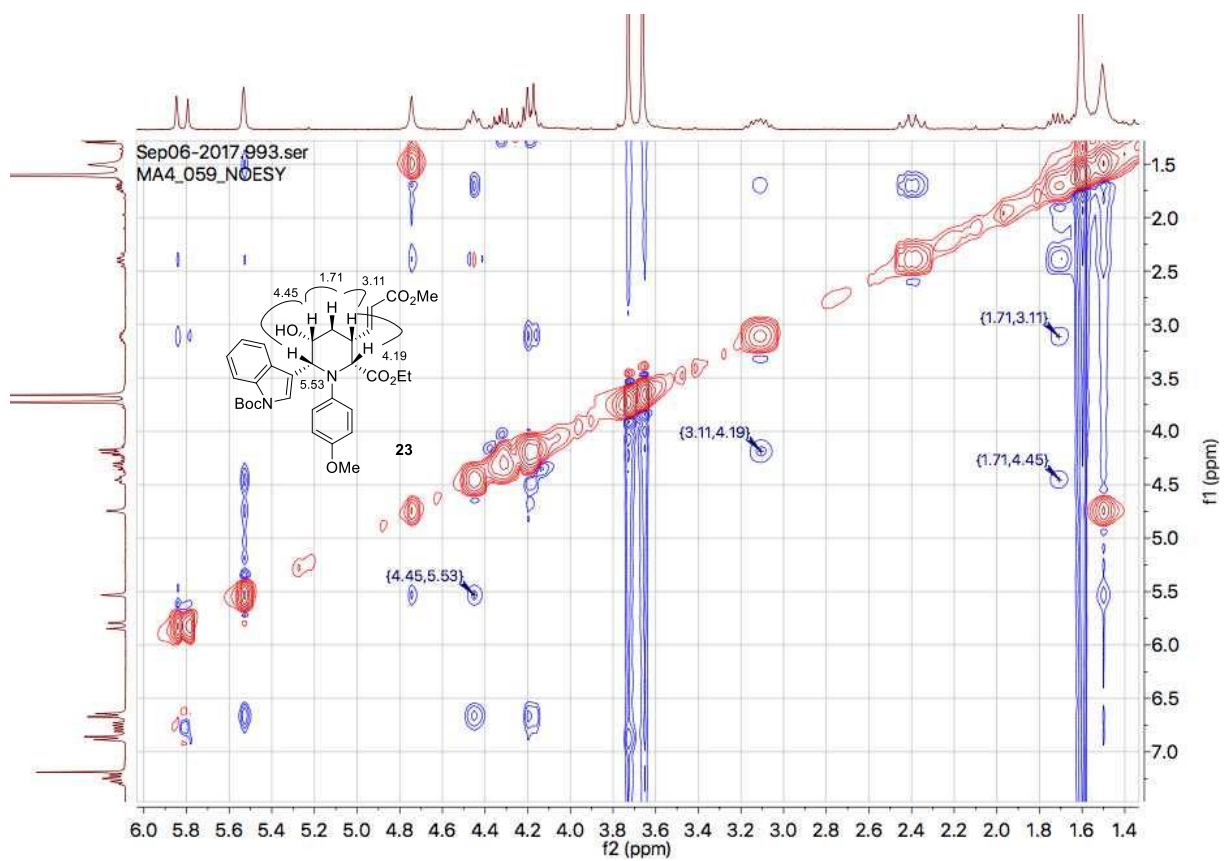 Sep06-2017.993.ser
MA4_059_NOESY
1.71
4.45
3.11
H
H
H
CO₂Me
HO
H
H
4.19
5.53
N
CO₂Et
BocN
OMe
23
{1.71,3.11}
{3.11,4.19}
{1.71,4.45}
{4.45,5.53}
1.5
2.0
2.5
3.0
3.5
4.0
4.5
5.0
5.5
6.0
6.5
7.0
f1 (ppm)
6.0 5.8 5.6 5.4 5.2 5.0 4.8 4.6 4.4 4.2 4.0 3.8 3.6 3.4 3.2 3.0 2.8 2.6 2.4 2.2 2.0 1.8 1.6 1.4
f2 (ppm)